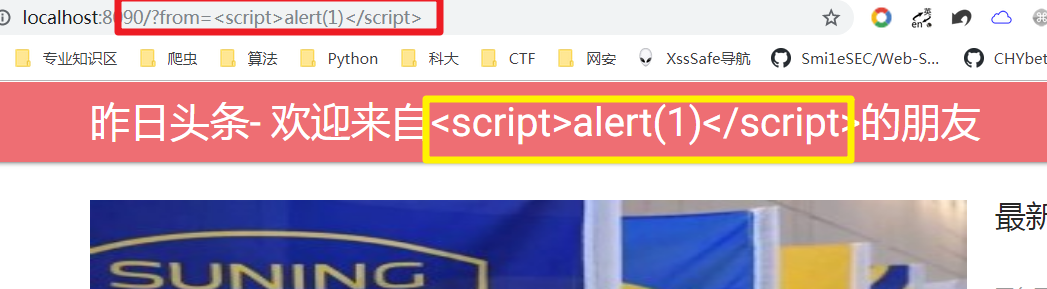 localhost:8090/?from=<script>alert(1)</script>
en 英
专业知识区 爬虫 算法 Python 科大 CTF 网安 XssSafe导航 Smi1eSEC/Web-S... CHYbet
昨日头条- 欢迎来自<script>alert(1)</script>的朋友
最新
SUNING